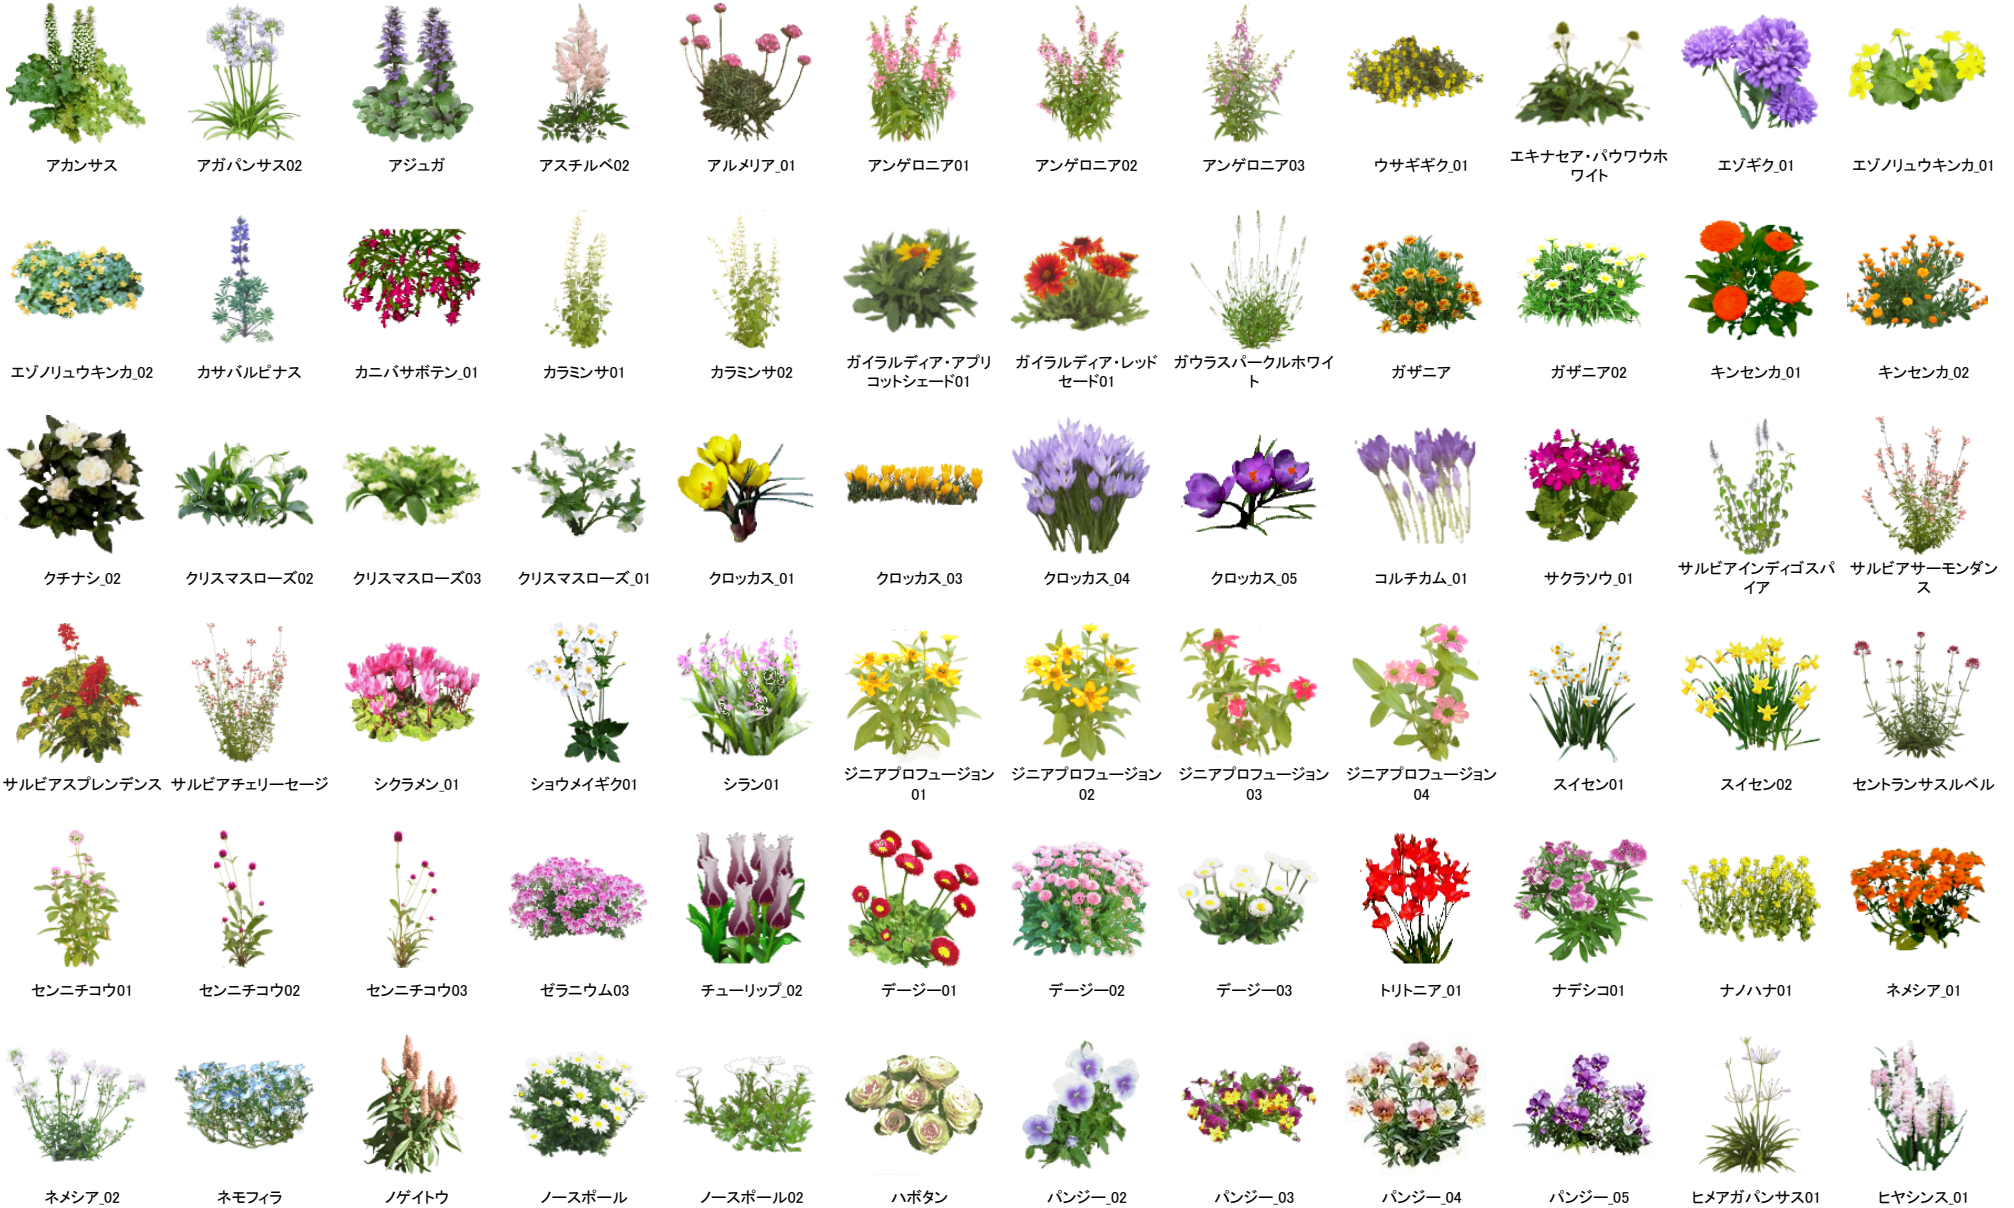 アカンサス
アガパンサス02
アジュガ
アスチルベ02
アルメリア_01
アンゲロニア01
アンゲロニア02
アンゲロニア03
ウサギギク_01
エキナセア・パウワウホ
ワイト
エゾギク_01
エゾノリュウキンカ_01
エゾノリュウキンカ_02
カサバルピナス
カニバサボテン_01
カラミンサ01
カラミンサ02
ガイラルディア・アプリ
コットシェード01
ガイラルディア・レッド
セード01
ガウラスパークルホワイ
ト
ガザニア
ガザニア02
キンセンカ_01
キンセンカ_02
クチナシ_02
クリスマスローズ02
クリスマスローズ03
クリスマスローズ_01
クロッカス_01
クロッカス_03
クロッカス_04
クロッカス_05
コルチカム_01
サクラソウ_01
サルビアインディゴスパ
イア
サルビアサーモンダン
ス
サルビアスプレンデンス
サルビアチェリーセージ
シクラメン_01
ショウメイギク01
シラン01
ジニアプロフュージョン
01
ジニアプロフュージョン
02
ジニアプロフュージョン
03
ジニアプロフュージョン
04
スイセン01
スイセン02
セントランサスルベル
センニチコウ01
センニチコウ02
センニチコウ03
ゼラニウム03
チューリップ_02
デージー01
デージー02
デージー03
トリトニア_01
ナデシコ01
ナノハナ01
ネメシア_01
ネメシア_02
ネモフィラ
ノゲイトウ
ノースポール
ノースポール02
ハボタン
パンジー_02
パンジー_03
パンジー_04
パンジー_05
ヒメアガパンサス01
ヒヤシンス_01